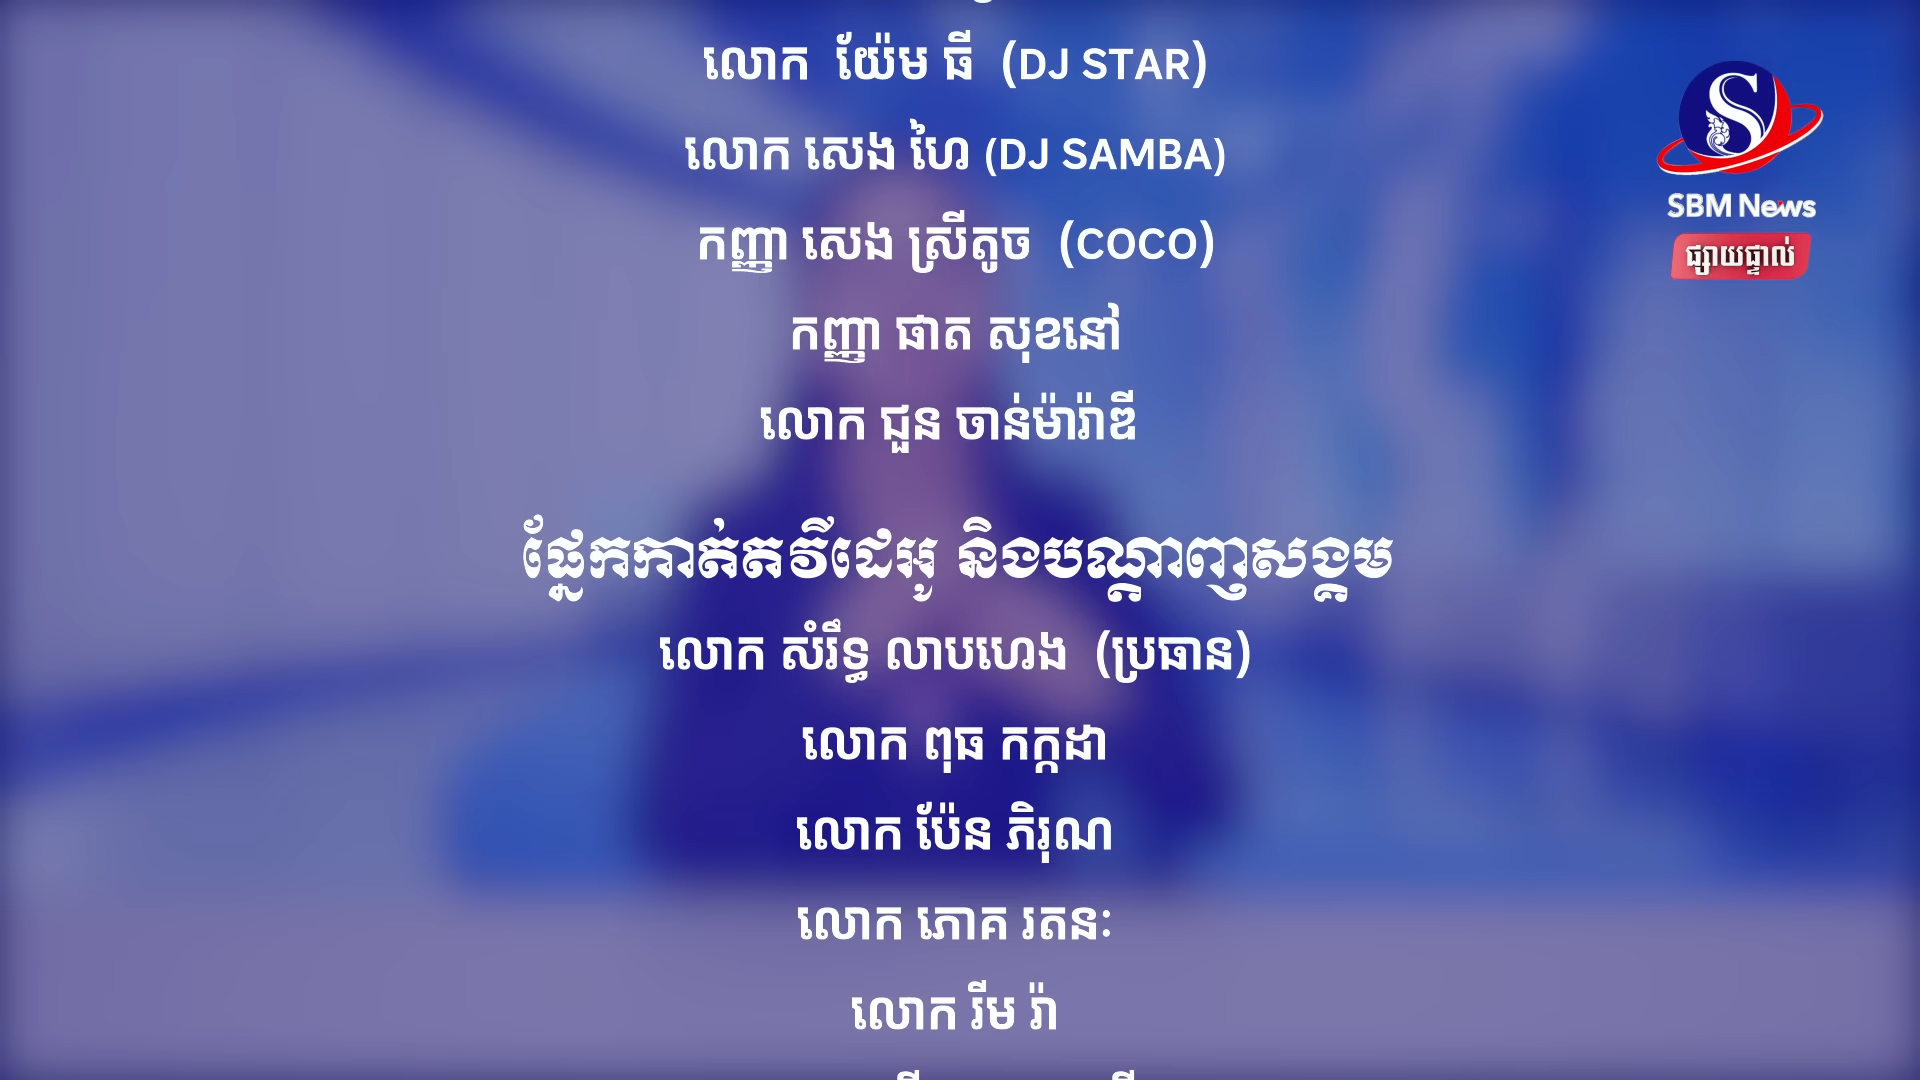 លោក យ៉ែម ធី (DJ STAR)
លោក សេង ហៃ (DJ SAMBA)
កញ្ញា សេង ស្រីតូច (COCO)
កញ្ញា ផាត សុខនៅ
លោក ជួន ចាន់ម៉ារ៉ាឌី
ផ្នែកកាត់តវីដេអូ និងបណ្តាញសង្គម
លោក សំរឹទ្ធ លាបហេង (ប្រធាន)
លោក ពុធ កក្កដា
លោក ប៉ែន ភិរុណ
លោក ភោគ រតនៈ
លោក រីម រ៉ា
SBM News
ផ្សាយផ្ទាល់